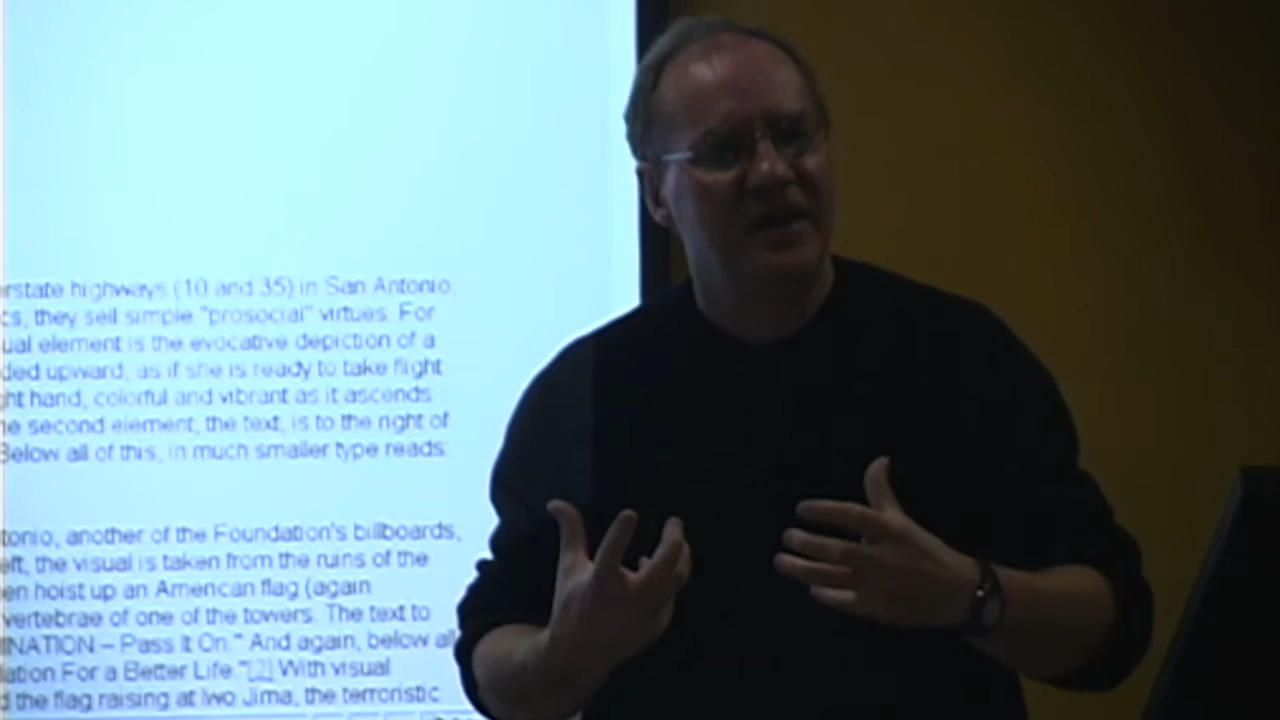 rstate highways (10 and 35) in San Antonio,
cs, they sell simple "prosocial" virtues. For
ual element is the evocative depiction of a
ded upward, as if she is ready to take flight
ht hand, colorful and vibrant as it ascends
he second element, the text, is to the right of
Below all of this, in much smaller type reads:
tonio, another of the Foundation's billboards,
eft, the visual is taken from the ruins of the
en hoist up an American flag (again
vertebrae of one of the towers. The text to
INATION – Pass It On." And again, below all
ation For a Better Life."[2] With visual
d the flag raising at Iwo Jima, the terroristic